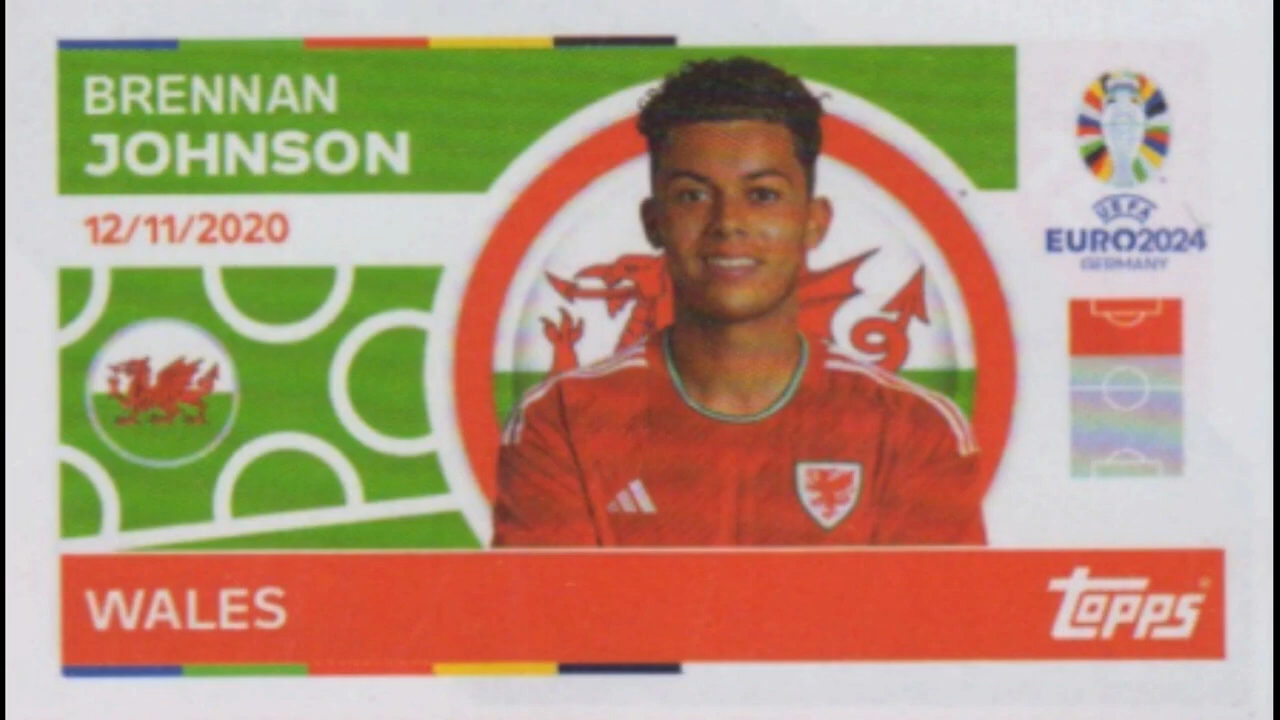 BRENNAN
JOHNSON
12/11/2020
WALES
UEFA
EURO2024
GERMANY
topps